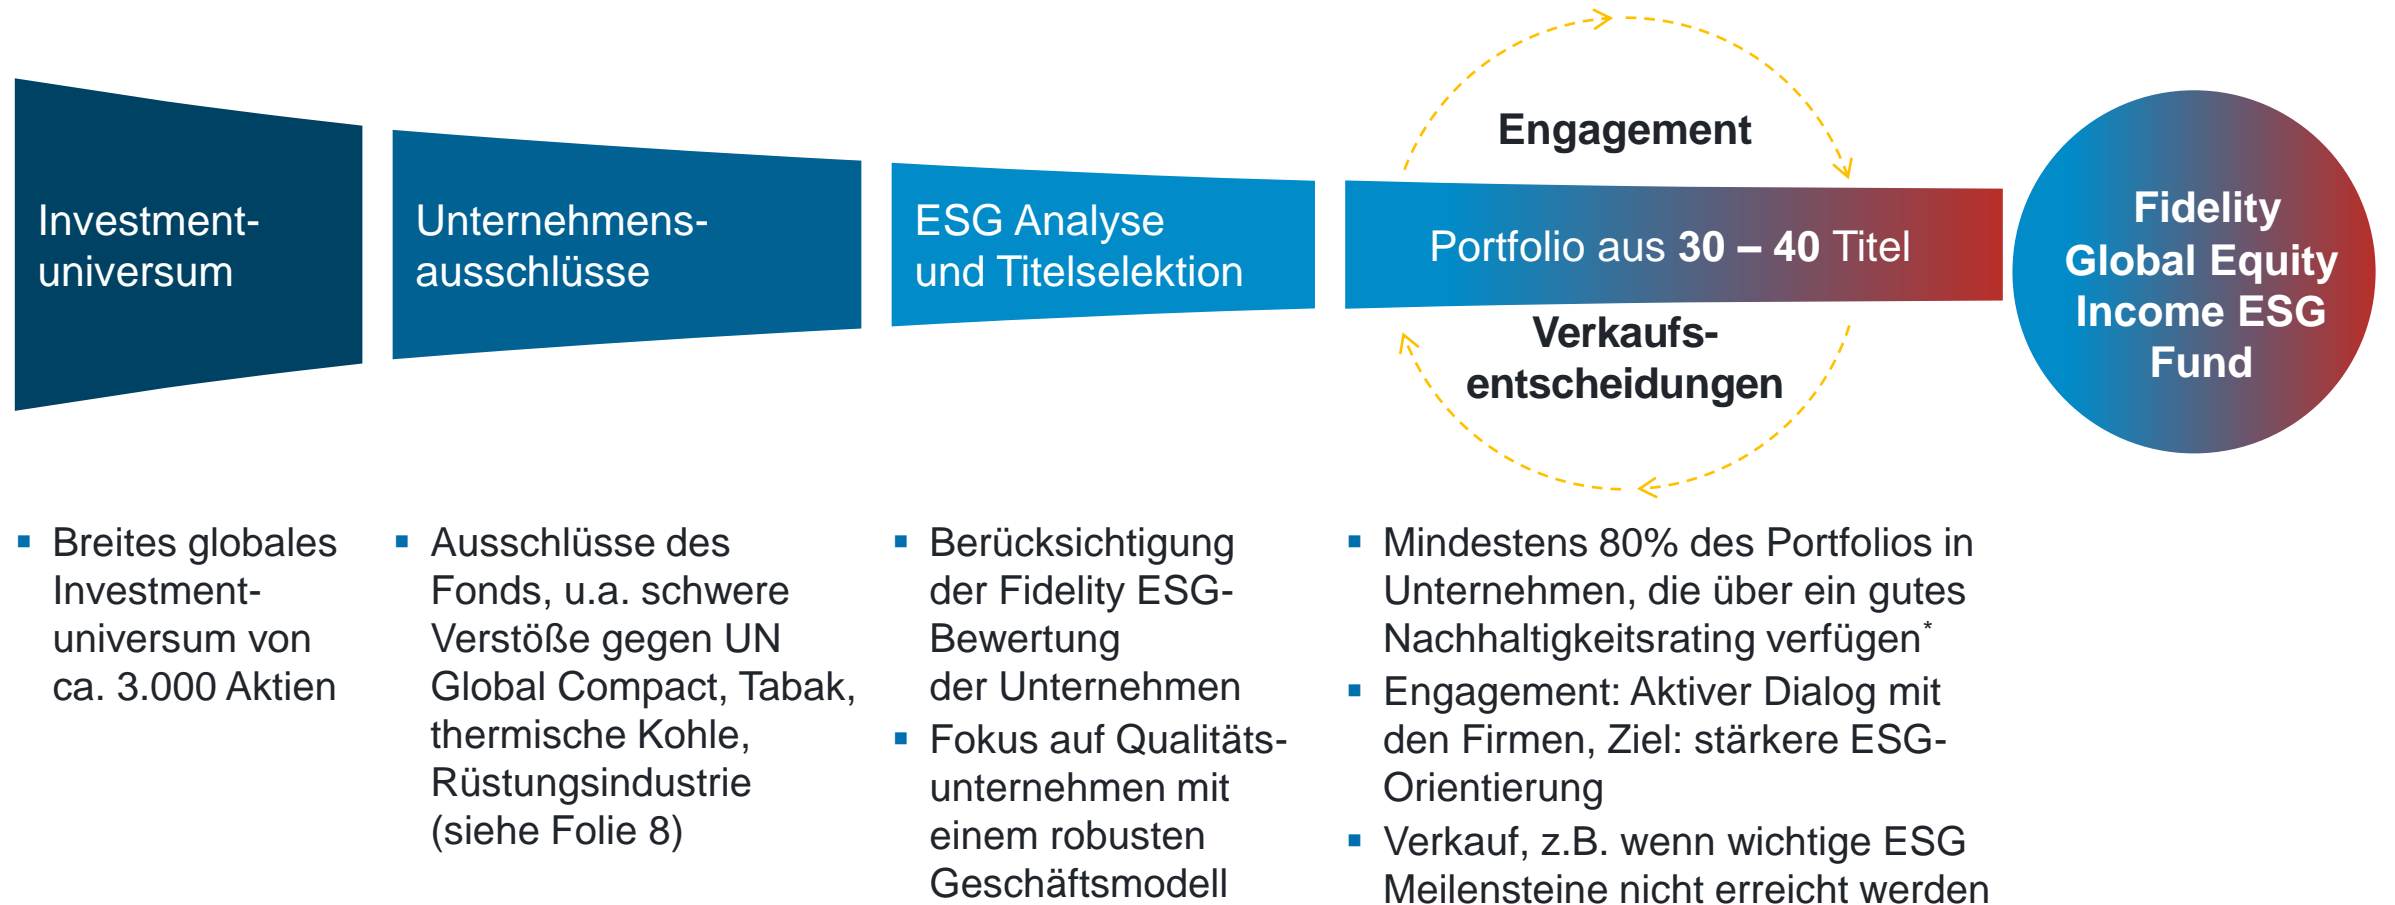 Investment-
universum
Unternehmens-
ausschlüsse
ESG Analyse
und Titelselektion
Engagement
Portfolio aus 30 – 40 Titel
Verkaufs-
entscheidungen
Fidelity
Global Equity
Income ESG
Fund
▪ Breites globales
Investment-
universum von
ca. 3.000 Aktien
▪ Ausschlüsse des
Fonds, u.a. schwere
Verstöße gegen UN
Global Compact, Tabak,
thermische Kohle,
Rüstungsindustrie
(siehe Folie 8)
▪ Berücksichtigung
der Fidelity ESG-
Bewertung
der Unternehmen
▪ Fokus auf Qualitäts-
unternehmen mit
einem robusten
Geschäftsmodell
▪ Mindestens 80% des Portfolios in
Unternehmen, die über ein gutes
Nachhaltigkeitsrating verfügen*
▪ Engagement: Aktiver Dialog mit
den Firmen, Ziel: stärkere ESG-
Orientierung
▪ Verkauf, z.B. wenn wichtige ESG
Meilensteine nicht erreicht werden